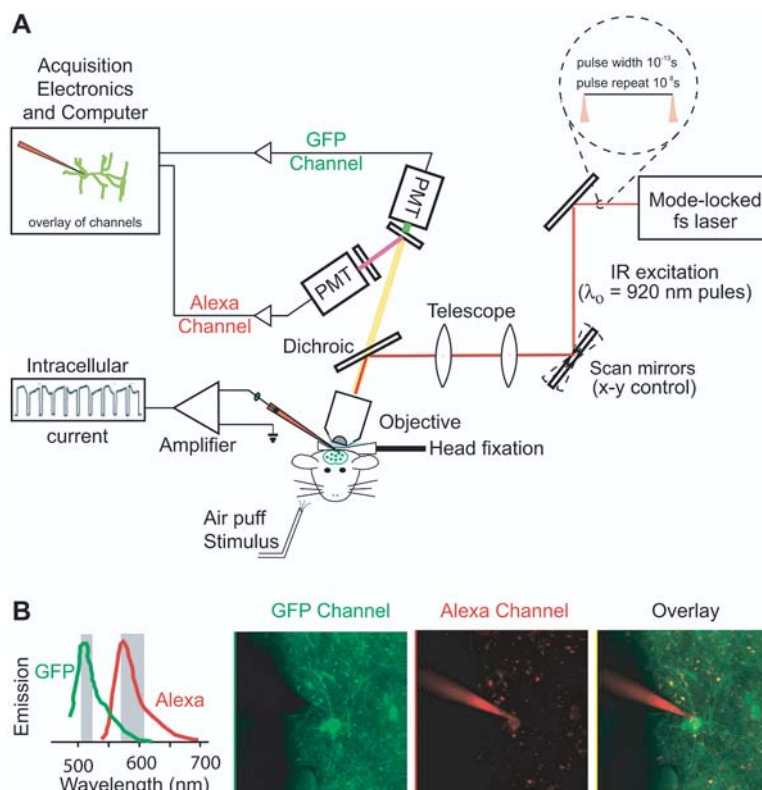 A
Acquisition
Electronics
and Computer
overlay of channels
GFP
Channel
PMT
PMT
Alexa
Channel
pulse width 10⁻¹³s
pulse repeat 10⁻⁸s
Mode-locked
fs laser
IR excitation
(λₒ = 920 nm pules)
Telescope
Dichroic
Scan mirrors
(x-y control)
Intracellular
current
Amplifier
Objective
Head fixation
Air puff
Stimulus
B
GFP Channel
Alexa Channel
Overlay
Emission
GFP
Alexa
500
600
700
Wavelength (nm)